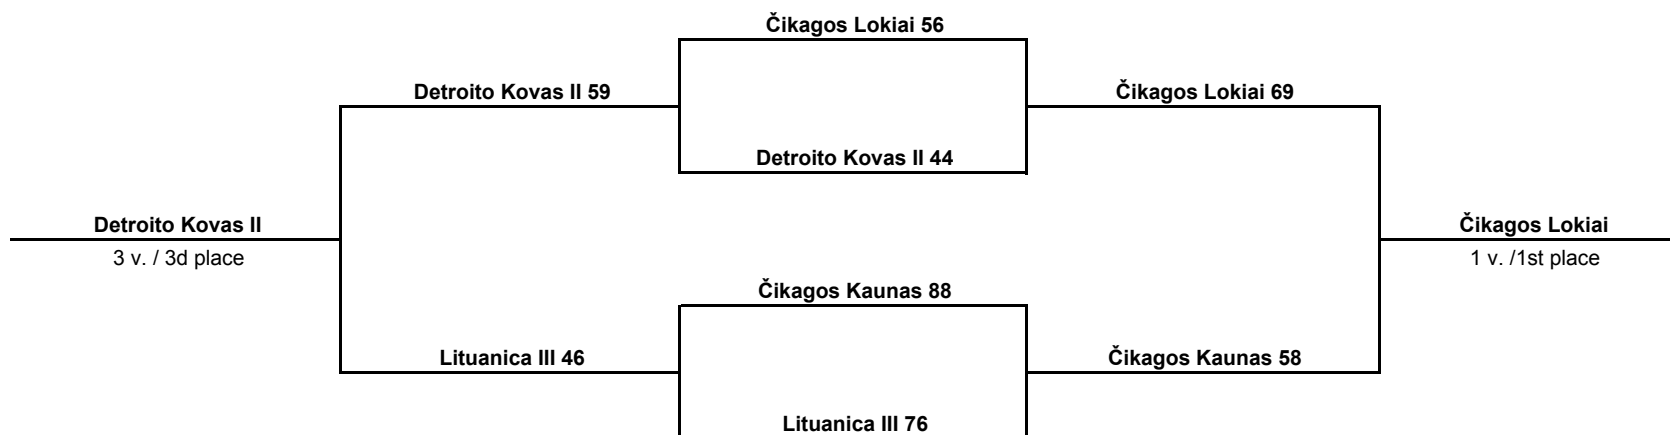 Čikagos Lokiai 56
Detroito Kovas II 59
Čikagos Lokiai 69
Detroito Kovas II 44
Detroito Kovas II
Čikagos Lokiai
3 v. / 3d place
1 v. /1st place
Čikagos Kaunas 88
Lituanica III 46
Čikagos Kaunas 58
Lituanica III 76